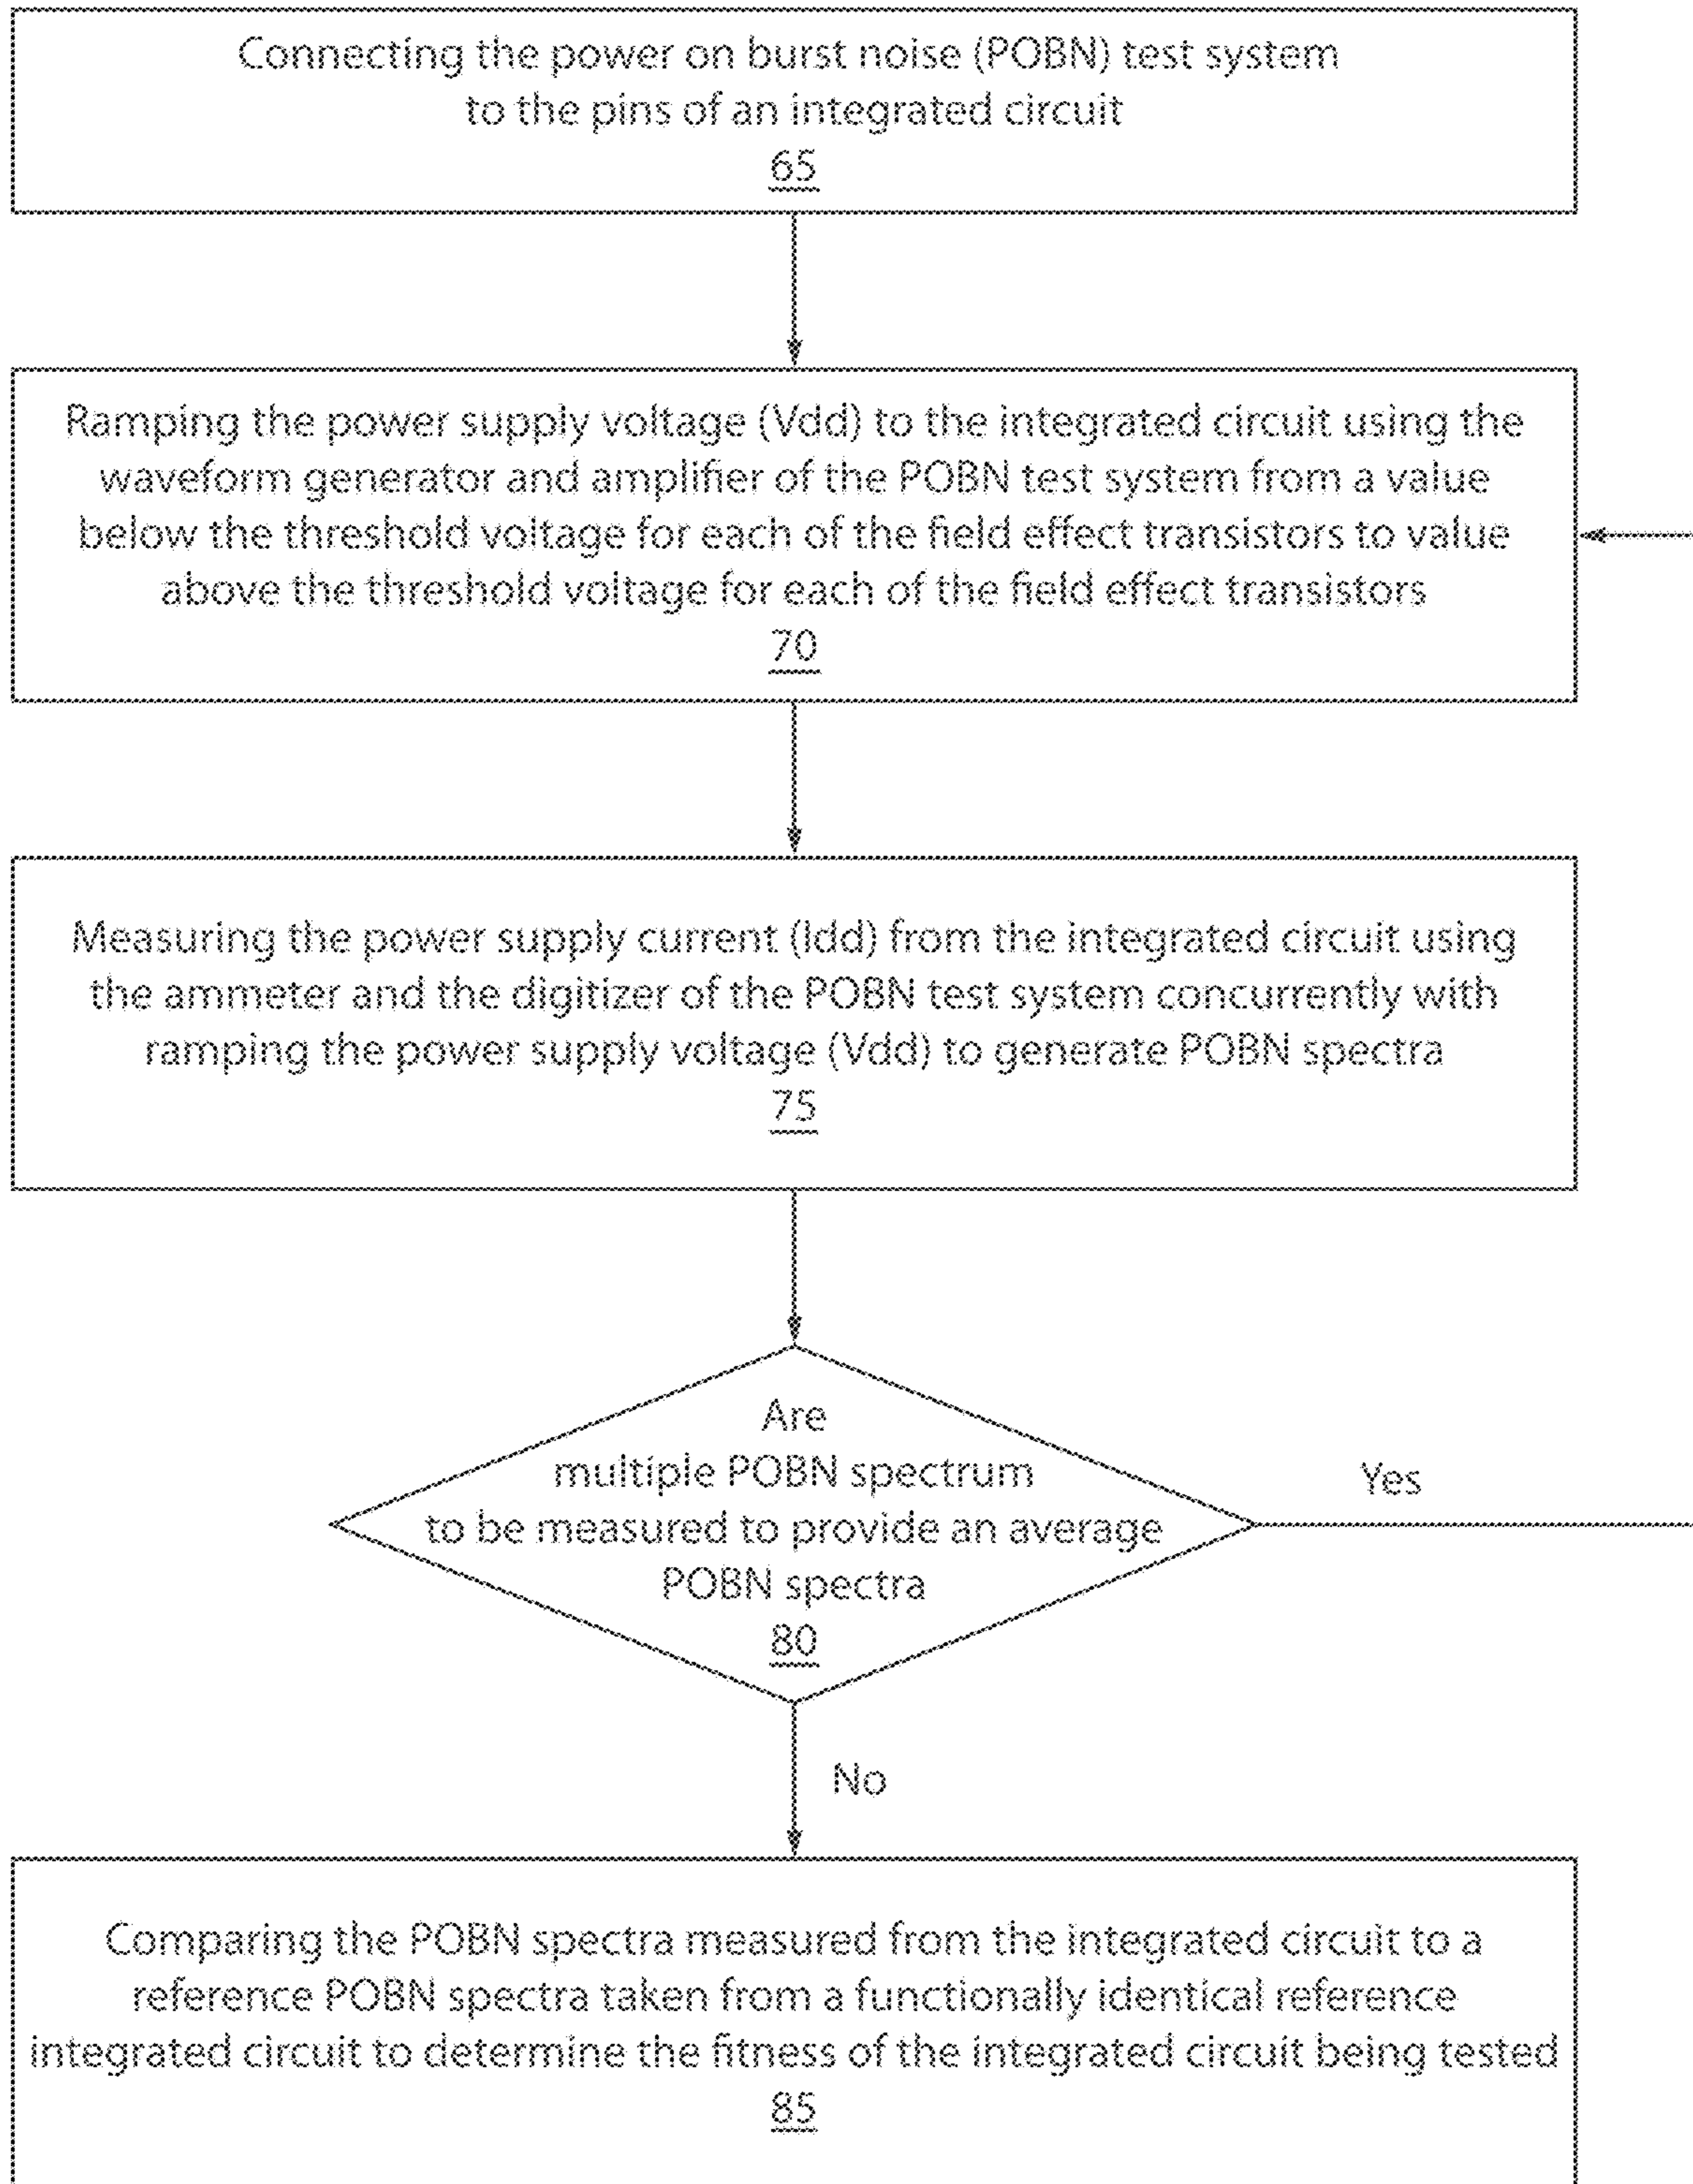 Connecting the power on burst noise (POBN) test system
to the pins of an integrated circuit
65
Ramping the power supply voltage (Vdd) to the integrated circuit using the
waveform generator and amplifier of the POBN test system from a value
below the threshold voltage for each of the field effect transistors to value
above the threshold voltage for each of the field effect transistors
70
Measuring the power supply current (Idd) from the integrated circuit using
the ammeter and the digitizer of the POBN test system concurrently with
ramping the power supply voltage (Vdd) to generate POBN spectra
75
Are
multiple POBN spectrum
to be measured to provide an average
POBN spectra
80
Yes
No
Comparing the POBN spectra measured from the integrated circuit to a
reference POBN spectra taken from a functionally identical reference
integrated circuit to determine the fitness of the integrated circuit being tested
85